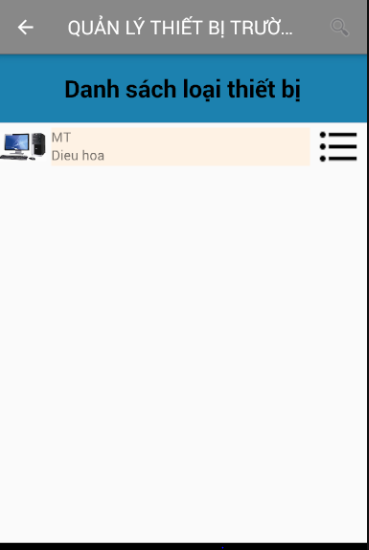 QUẢN LÝ THIẾT BỊ TRƯỜ...
Danh sách loại thiết bị
MT
Dieu hoa